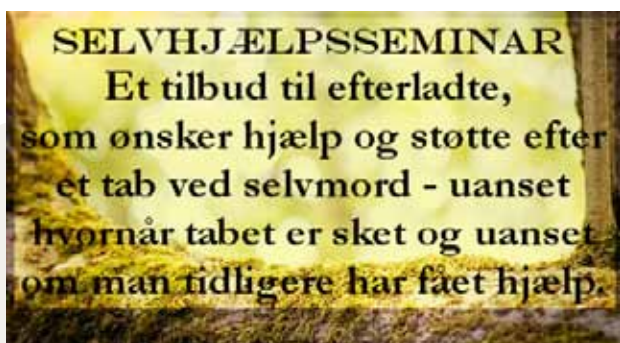 SELVHJÆLPSSEMINAR
Et tilbud til efterladte,
som ønsker hjælp og støtte efter
et tab ved selvmord - uanset
hvornår tabet er sket og uanset
om man tidligere har fået hjælp.